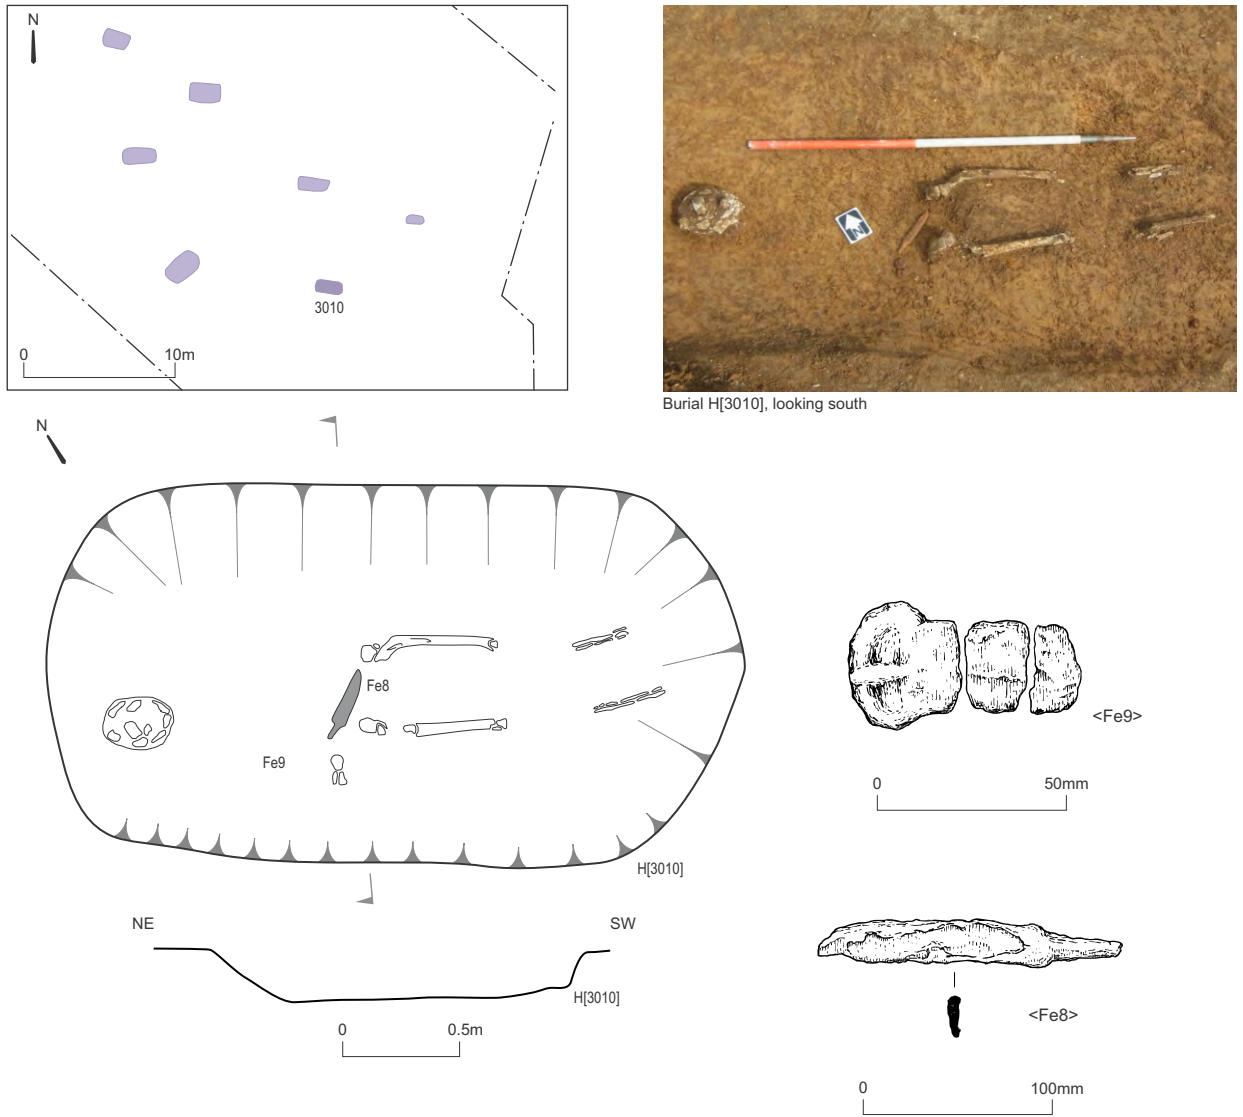 N
3010
0 10m
Burial H[3010], looking south
N
Fe8
Fe9
H[3010]
NE SW
H[3010]
0 0.5m
<Fe9>
0 50mm
<Fe8>
0 100mm